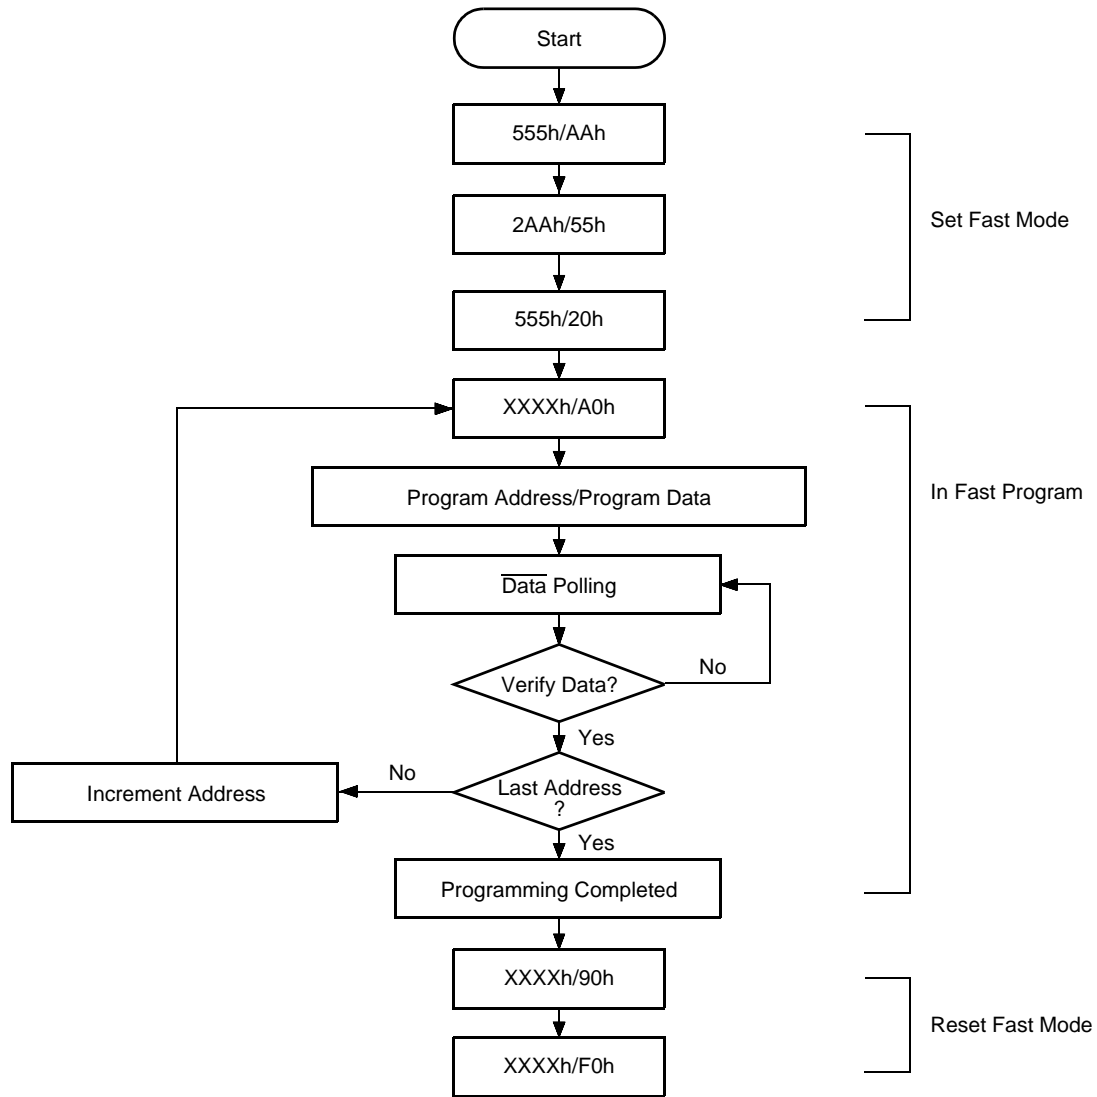 Start
555h/AAh
2AAh/55h
Set Fast Mode
555h/20h
XXXXh/A0h
Program Address/Program Data
In Fast Program
Data Polling
Verify Data?
No
Yes
Last Address
?
No
Increment Address
Yes
Programming Completed
XXXXh/90h
Reset Fast Mode
XXXXh/F0h